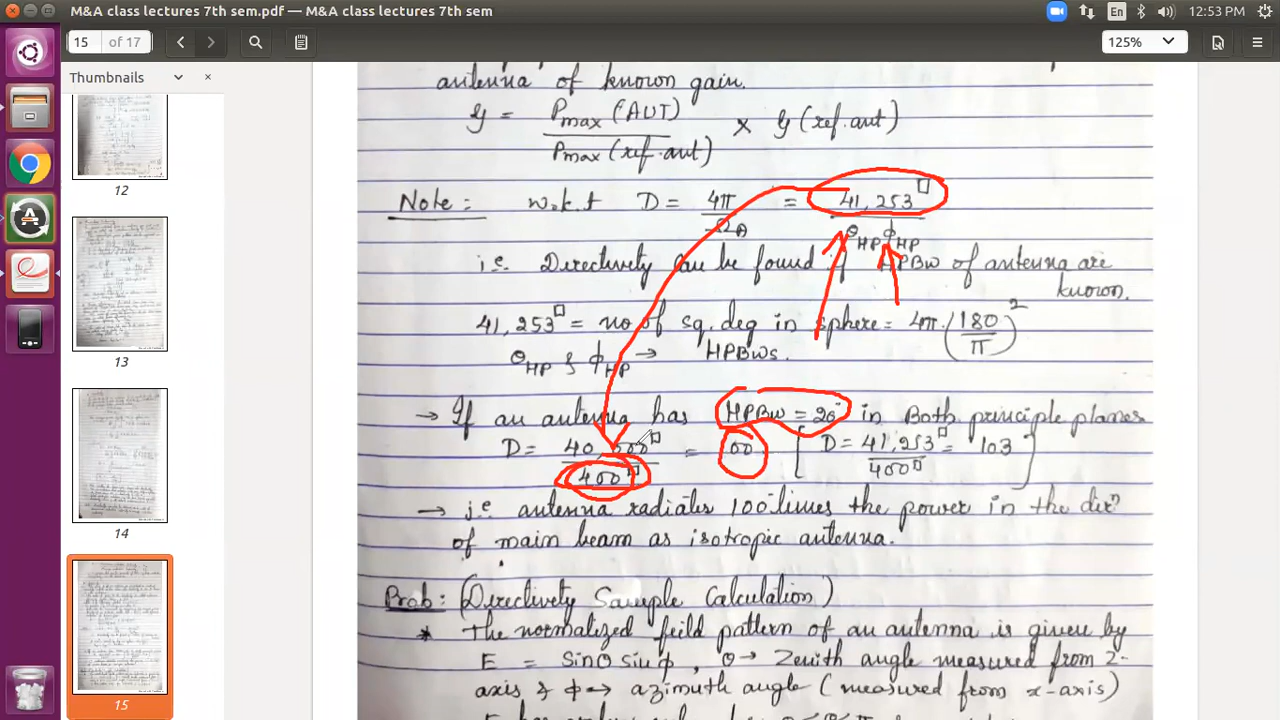 M&A class lectures 7th sem.pdf — M&A class lectures 7th sem
En
12:53 PM
15 of 17
125%
Thumbnails
12
13
14
15
antenna of known gain.
G = Pmax (AUT) / Pmax (ref.ant) × G (ref.ant)
Note: w.k.t D = 4π / ΩA = 41,253□ / θHP ϕHP
i.e. Directivity can be found if HPBW of antenna are
known.
41,253□ = no of sq. deg in sphere = 4π·(180/π)²
θHP & ϕHP → HPBWs.
→ If an antenna has HPBW = 20° in Both principle planes
D = 40,000□ / 400□ = 00 [D = 41,253□ / 400□ = 103]
→ i.e antenna radiates 100 times the power in the dirⁿ
of main beam as isotropic antenna.
Prob: (Directivity Sample Calculation)
* The normalized feild pattern of an antenna is given by
E = sinθ sinϕ, θ→ Zenith angle measured from z-
axis & ϕ→ azimuth angle (measured from x-axis)